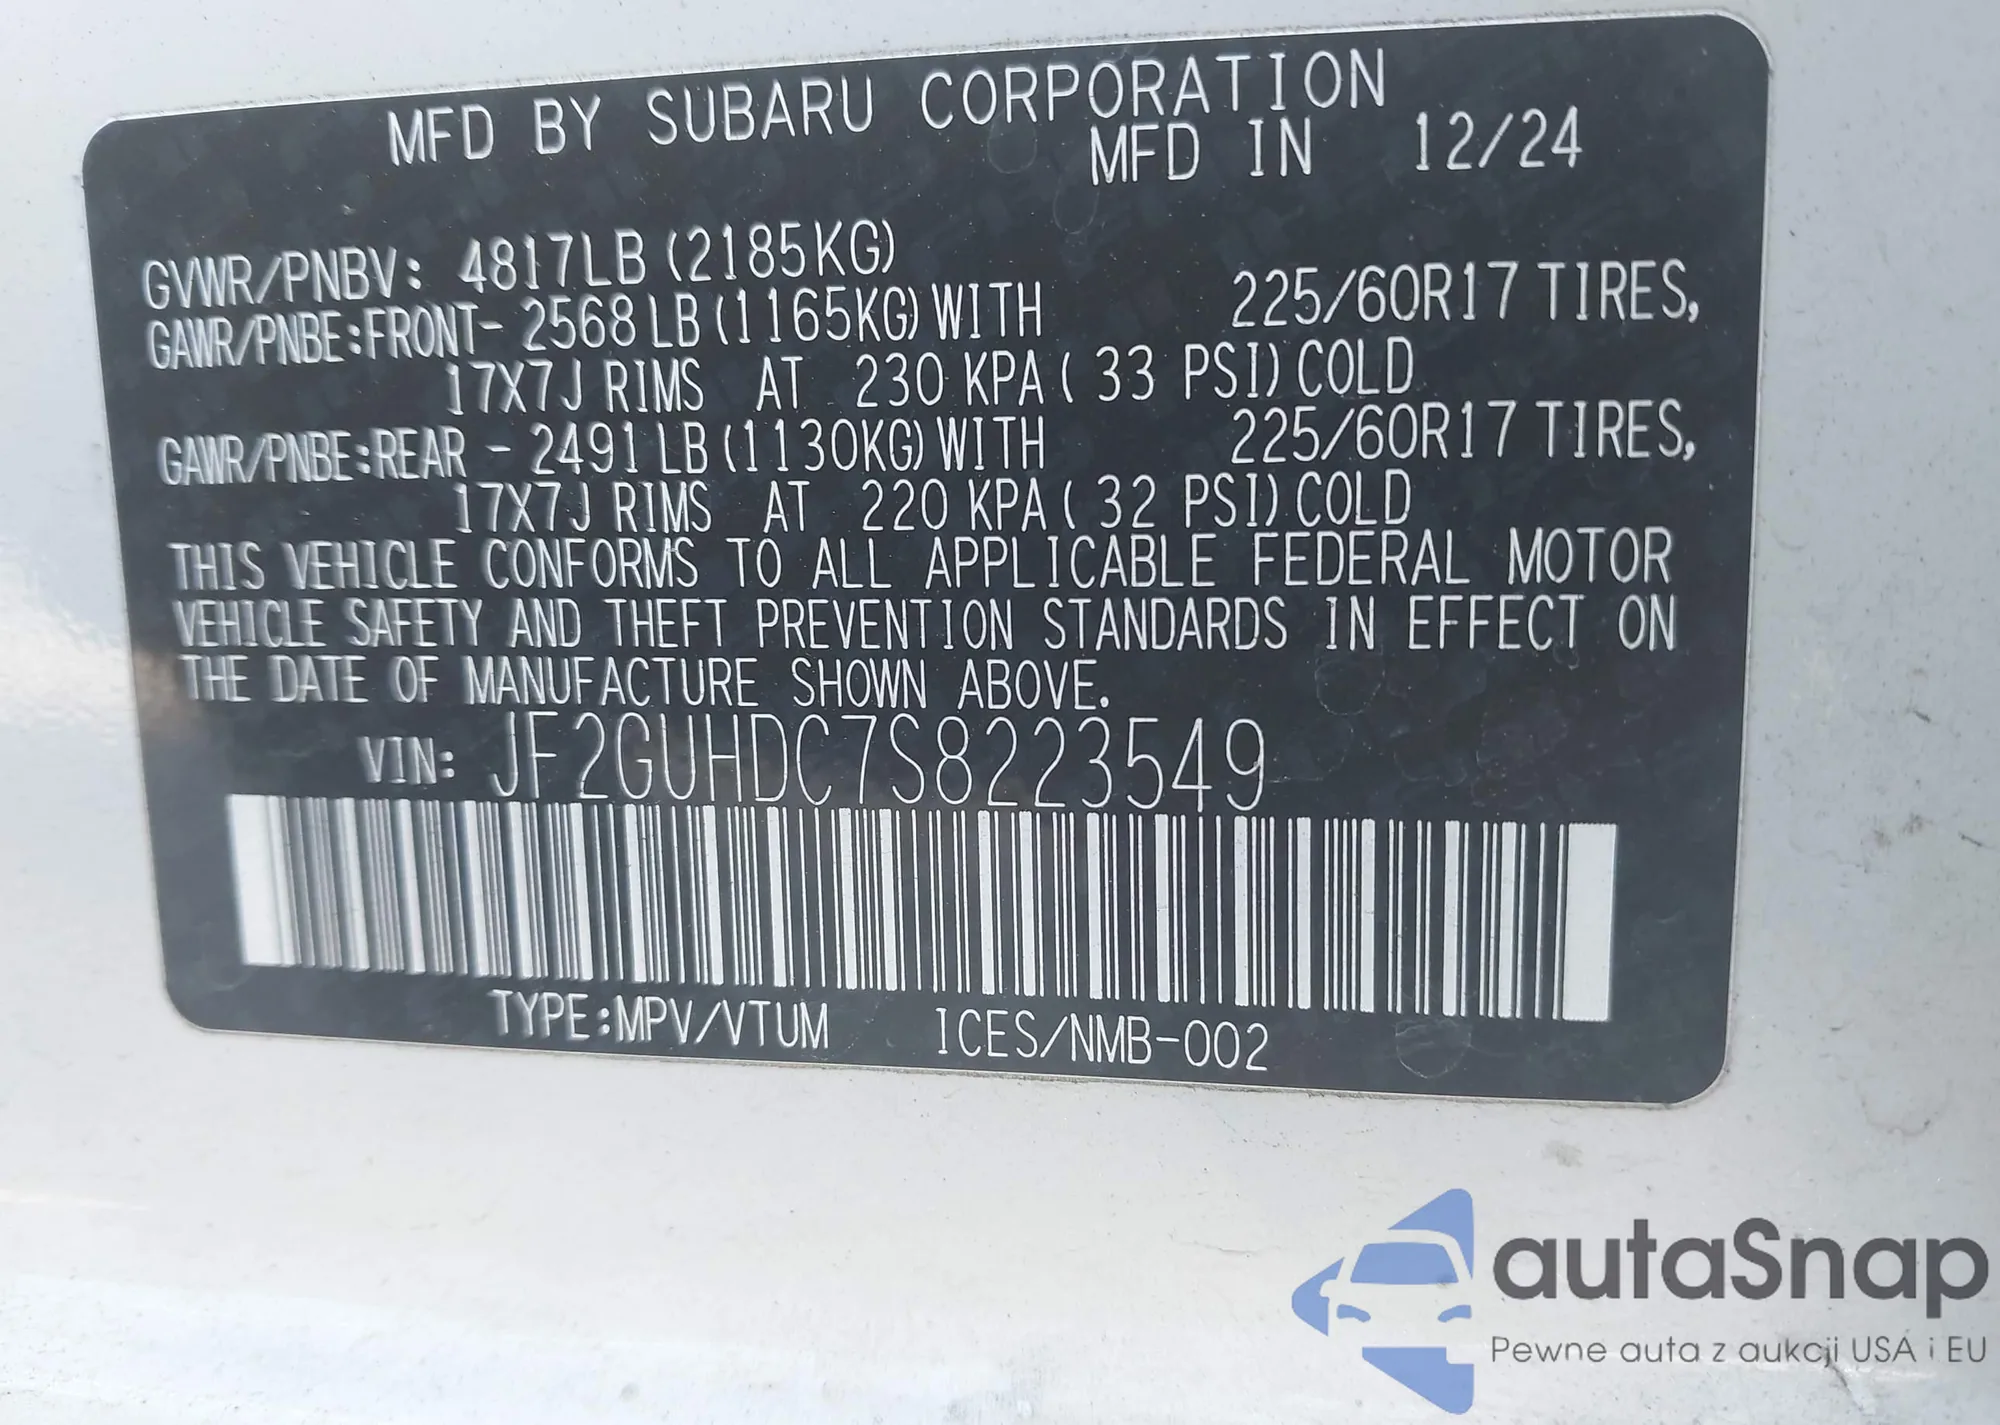 MFD BY SUBARU CORPORATION
MFD IN 12/24
GVWR/PNBV: 4817LB (2185KG)
GAWR/PNBE:FRONT- 2568LB (1165KG) WITH 225/60R17 TIRES,
17X7J RIMS AT 230 KPA ( 33 PSI) COLD
GAWR/PNBE:REAR - 2491LB (1130KG) WITH 225/60R17 TIRES,
17X7J RIMS AT 220 KPA ( 32 PSI) COLD
THIS VEHICLE CONFORMS TO ALL APPLICABLE FEDERAL MOTOR
VEHICLE SAFETY AND THEFT PREVENTION STANDARDS IN EFFECT ON
THE DATE OF MANUFACTURE SHOWN ABOVE.
VIN: JF2GUHDC7S8223549
TYPE:MPV/VTUM ICES/NMB-002
autaSnap
Pewne auta z aukcji USA i EU